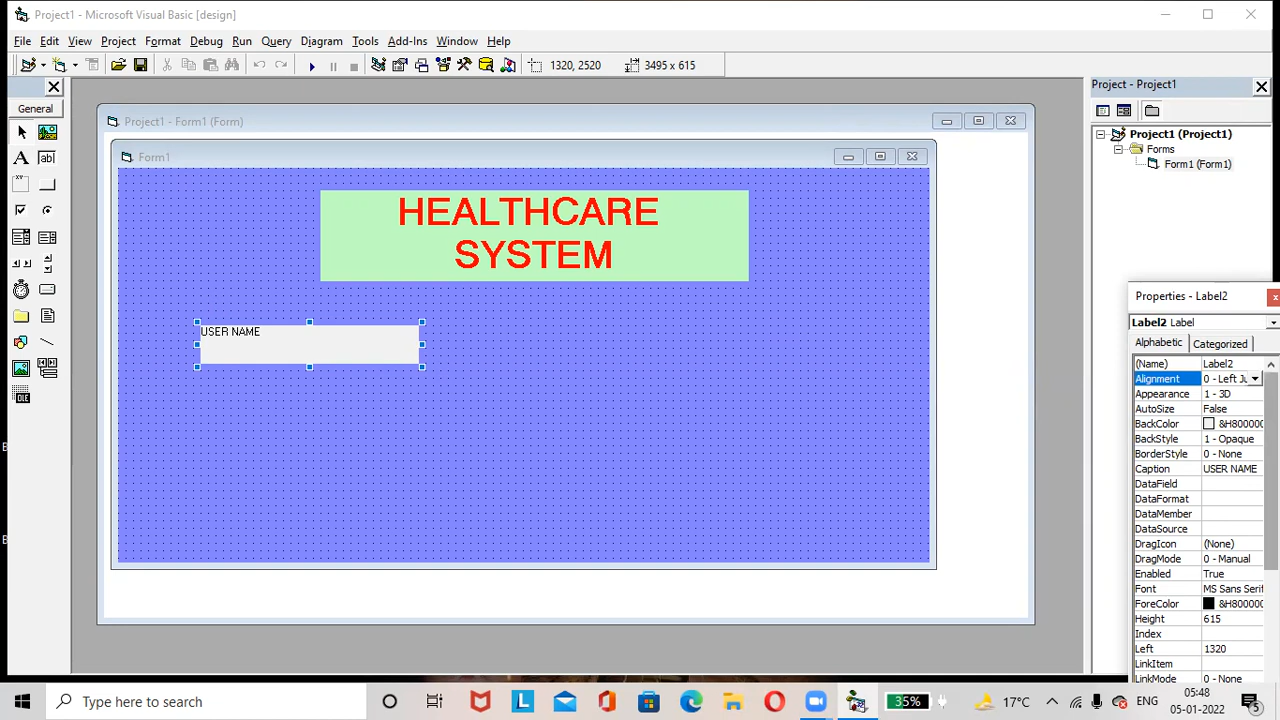 Project1 - Microsoft Visual Basic [design]
File Edit View Project Format Debug Run Query Diagram Tools Add-Ins Window Help
1320, 2520 3495 x 615
General
Project - Project1
Project1 - Form1 (Form)
Project1 (Project1)
Forms
Form1 (Form1)
Form1
HEALTHCARE
SYSTEM
USER NAME
Properties - Label2
Label2 Label
Alphabetic Categorized
(Name) Label2
Alignment 0 - Left Ju
Appearance 1 - 3D
AutoSize False
BackColor &H800000
BackStyle 1 - Opaque
BorderStyle 0 - None
Caption USER NAME
DataField
DataFormat
DataMember
DataSource
DragIcon (None)
DragMode 0 - Manual
Enabled True
Font MS Sans Serif
ForeColor &H800000
Height 615
Index
Left 1320
LinkItem
LinkMode 0 - None
Type here to search
35%
17°C
ENG
05:48
05-01-2022
5